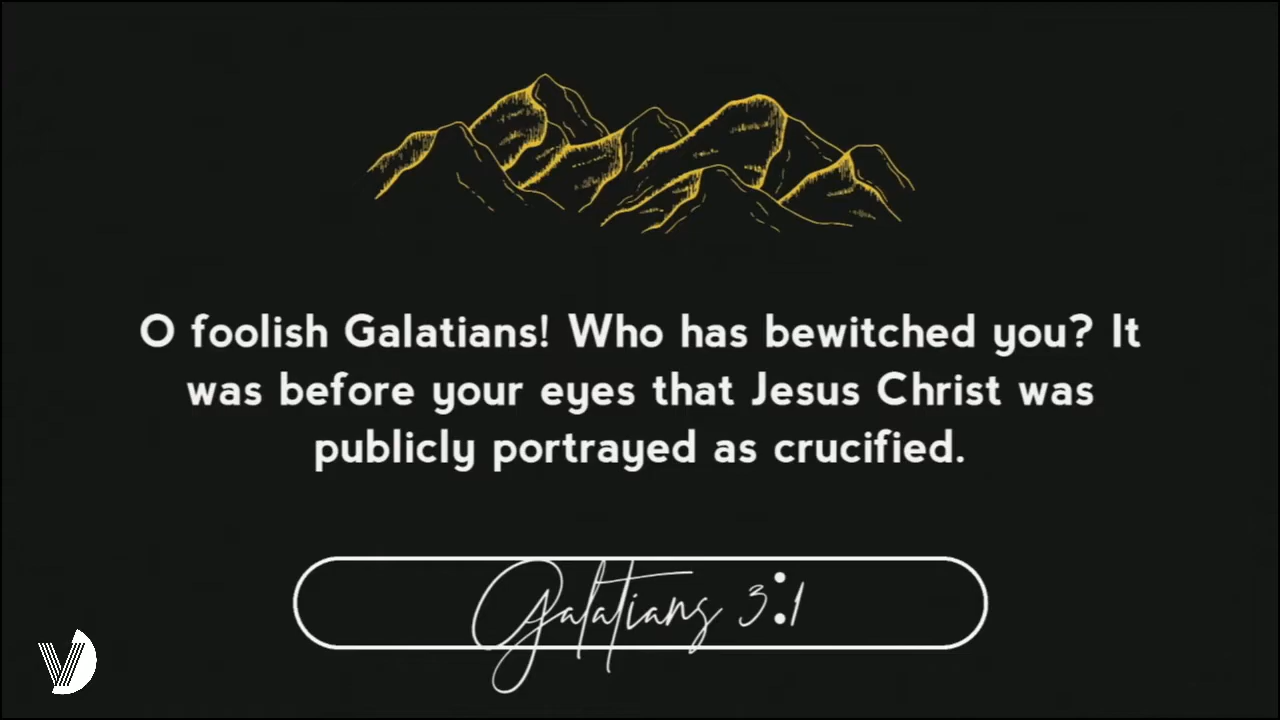 O foolish Galatians! Who has bewitched you? It
was before your eyes that Jesus Christ was
publicly portrayed as crucified.
Galatians 3:1